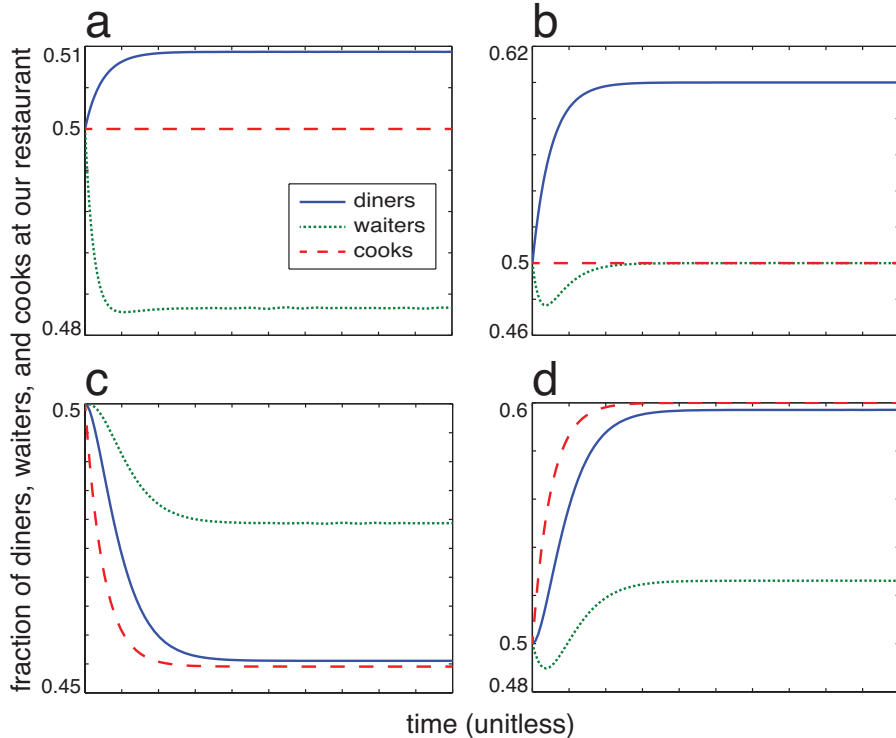 a
b
0.51
0.5
0.48
diners
waiters
cooks
0.62
0.5
0.46
c
d
0.5
0.45
0.6
0.5
0.48
fraction of diners, waiters, and cooks at our restaurant
time (unitless)